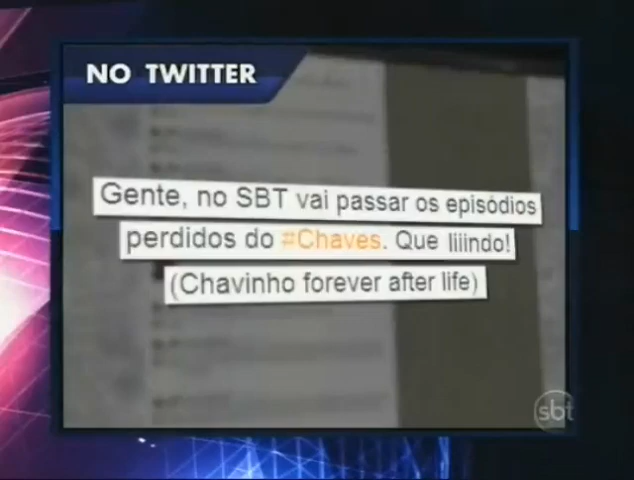 NO TWITTER
Gente, no SBT vai passar os episódios
perdidos do #Chaves. Que liiindo!
(Chavinho forever after life)
sbt